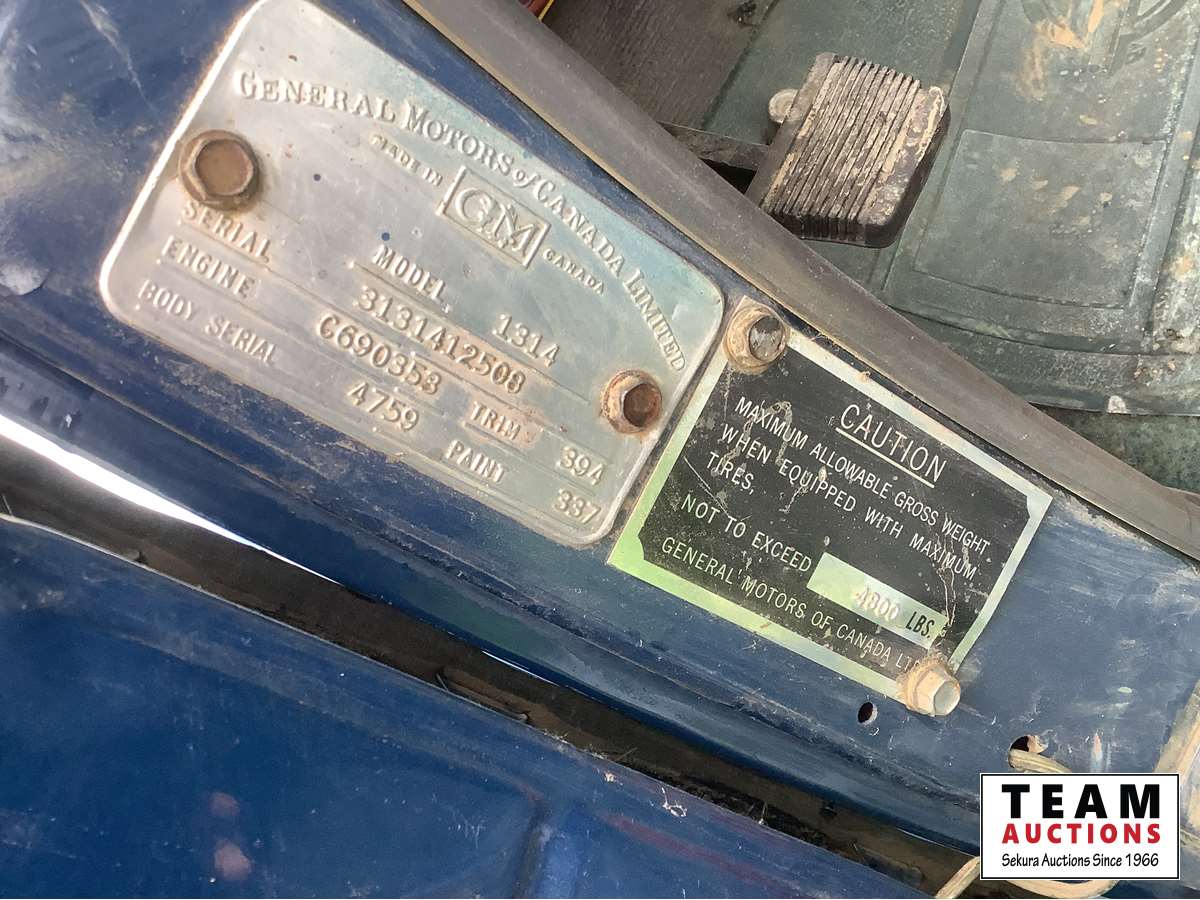 GENERAL MOTORS of CANADA LIMITED
MADE IN GM CANADA
MODEL 1314
SERIAL 3131412508
ENGINE C690353 TRIM 394
BODY SERIAL 4759 PAINT 337
CAUTION
MAXIMUM ALLOWABLE GROSS WEIGHT
WHEN EQUIPPED WITH MAXIMUM
TIRES,
NOT TO EXCEED 4800 LBS.
GENERAL MOTORS OF CANADA LTD
TEAM
AUCTIONS
Sekura Auctions Since 1966